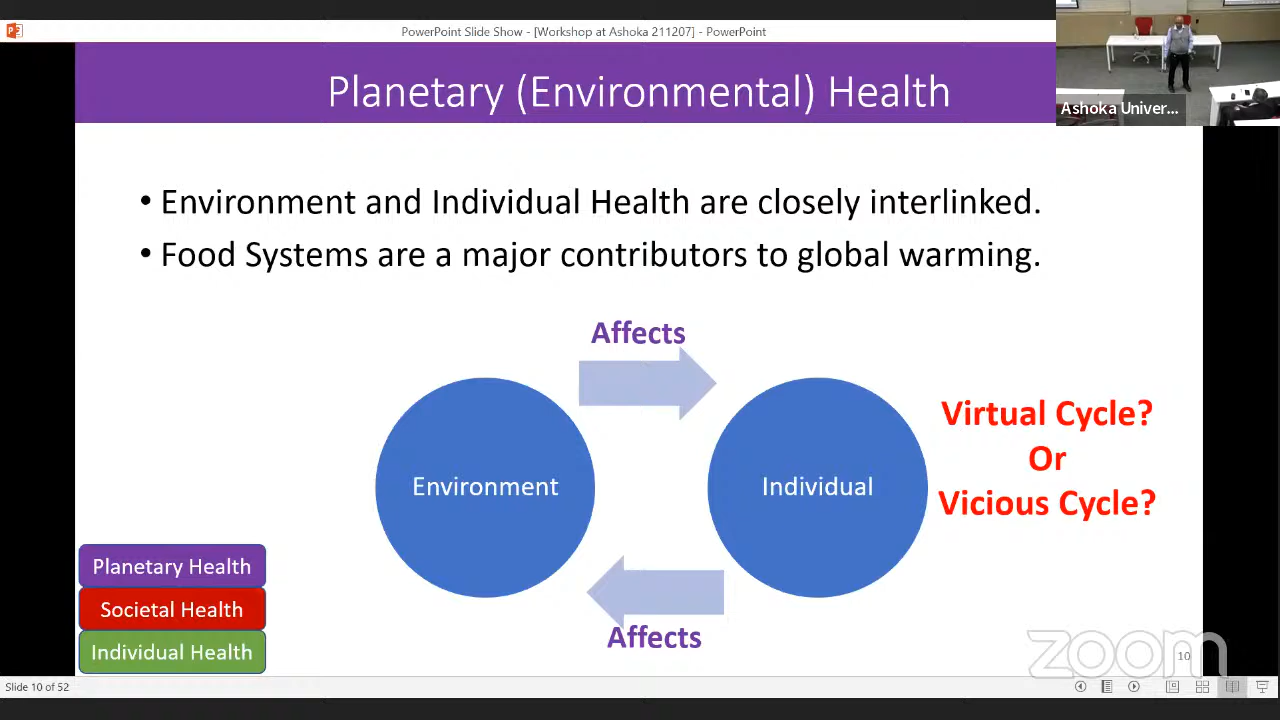 PowerPoint Slide Show - [Workshop at Ashoka 211207] - PowerPoint
Ashoka Univer...
Planetary (Environmental) Health
• Environment and Individual Health are closely interlinked.
• Food Systems are a major contributors to global warming.
Affects
Environment
Individual
Virtual Cycle?
Or
Vicious Cycle?
Affects
Planetary Health
Societal Health
Individual Health
zoom
10
Slide 10 of 52